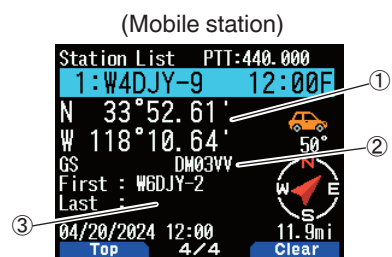 (Mobile station)
Station List PTT:440.000
1:W4DJY-9 12:00F
N 33°52.61'
W 118°10.64'
50°
GS DM03VV
First : W6DJY-2
Last :
N
W E
S
04/20/2024 12:00 11.9mi
Top 4/4 Clear
①
②
③